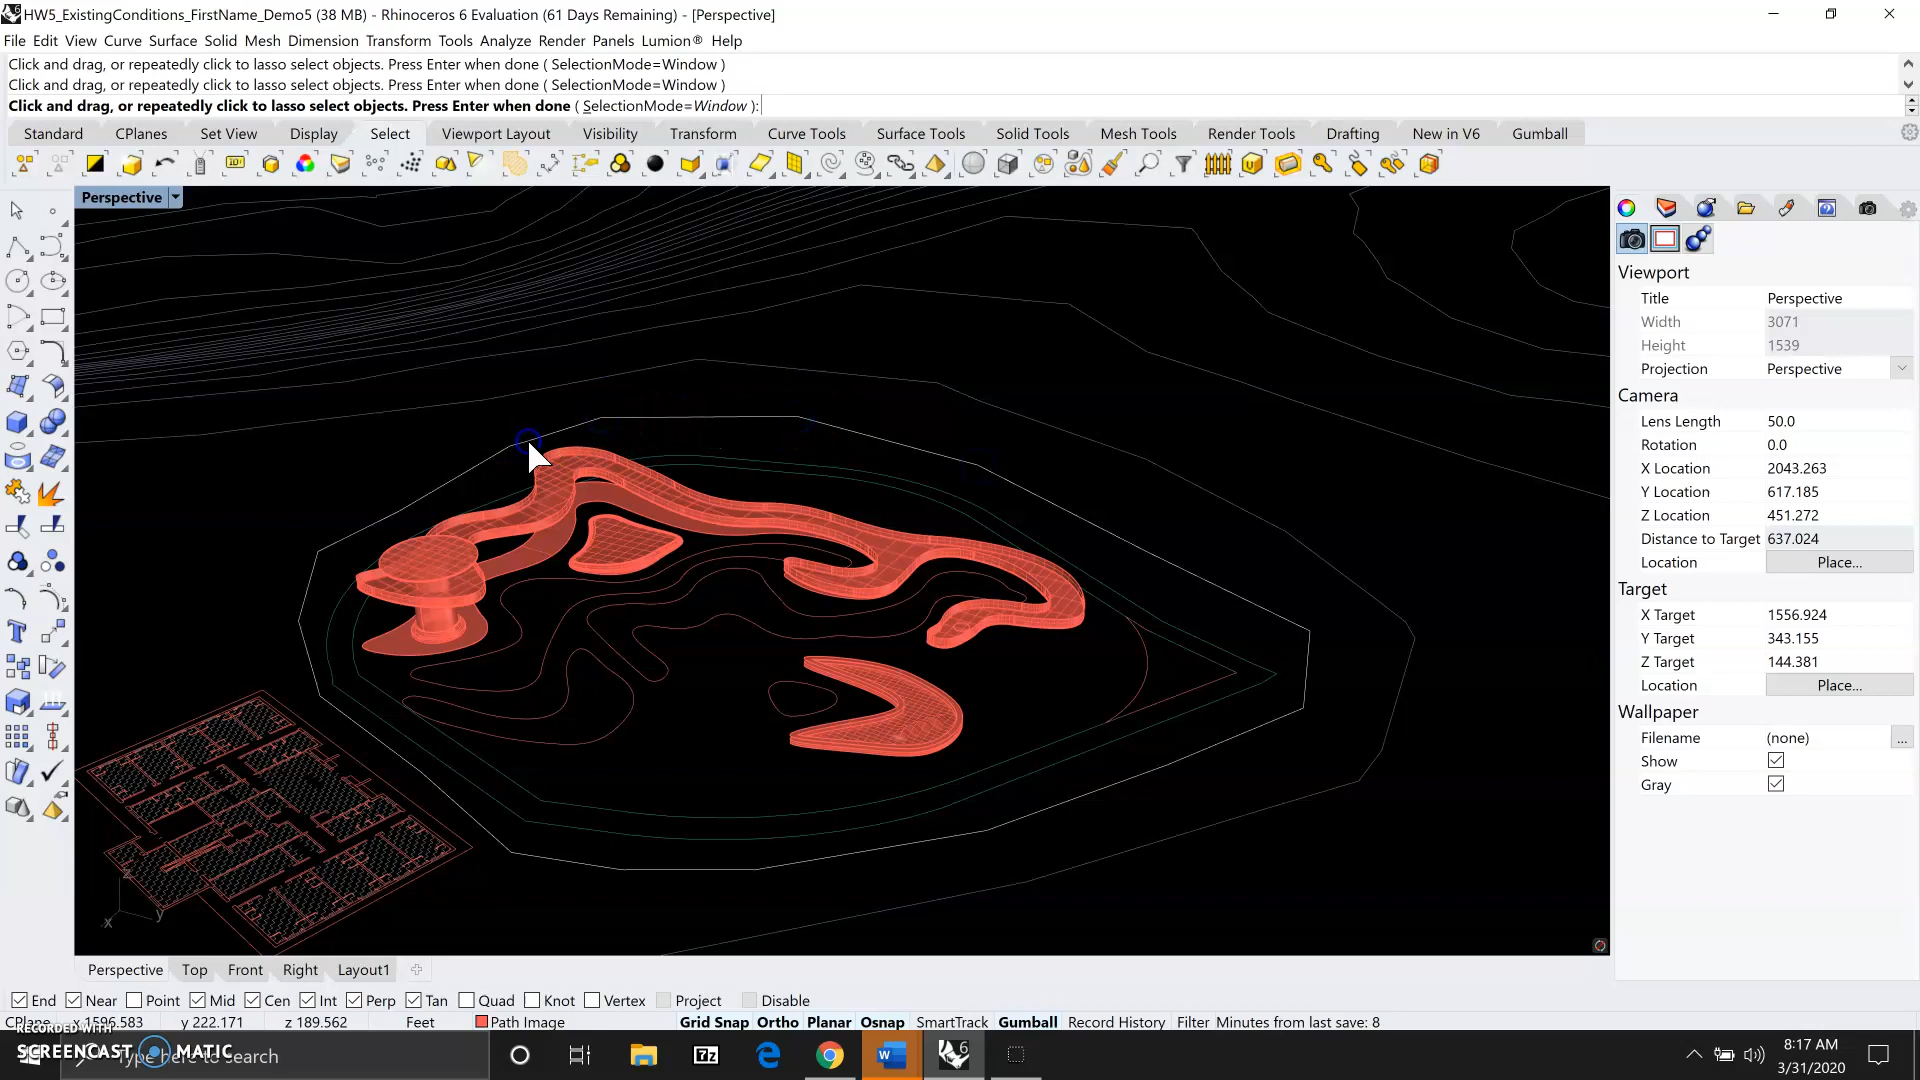 HW5_ExistingConditions_FirstName_Demo5 (38 MB) - Rhinoceros 6 Evaluation (61 Days Remaining) - [Perspective]
File Edit View Curve Surface Solid Mesh Dimension Transform Tools Analyze Render Panels Lumion® Help
Click and drag, or repeatedly click to lasso select objects. Press Enter when done ( SelectionMode=Window )
Click and drag, or repeatedly click to lasso select objects. Press Enter when done ( SelectionMode=Window )
Click and drag, or repeatedly click to lasso select objects. Press Enter when done ( SelectionMode=Window ):
Standard CPlanes Set View Display Select Viewport Layout Visibility Transform Curve Tools Surface Tools Solid Tools Mesh Tools Render Tools Drafting New in V6 Gumball
Perspective
Viewport
Title Perspective
Width 3071
Height 1539
Projection Perspective
Camera
Lens Length 50.0
Rotation 0.0
X Location 2043.263
Y Location 617.185
Z Location 451.272
Distance to Target 637.024
Location Place...
Target
X Target 1556.924
Y Target 343.155
Z Target 144.381
Location Place...
Wallpaper
Filename (none) ...
Show
Gray
z
x y
Perspective Top Front Right Layout1
End Near Point Mid Cen Int Perp Tan Quad Knot Vertex Project Disable
CPlane x 1596.583 y 222.171 z 189.562 Feet Path Image Grid Snap Ortho Planar Osnap SmartTrack Gumball Record History Filter Minutes from last save: 8
RECORDED WITH
SCREENCAST MATIC
Type here to search
7z
W
6
8:17 AM
3/31/2020